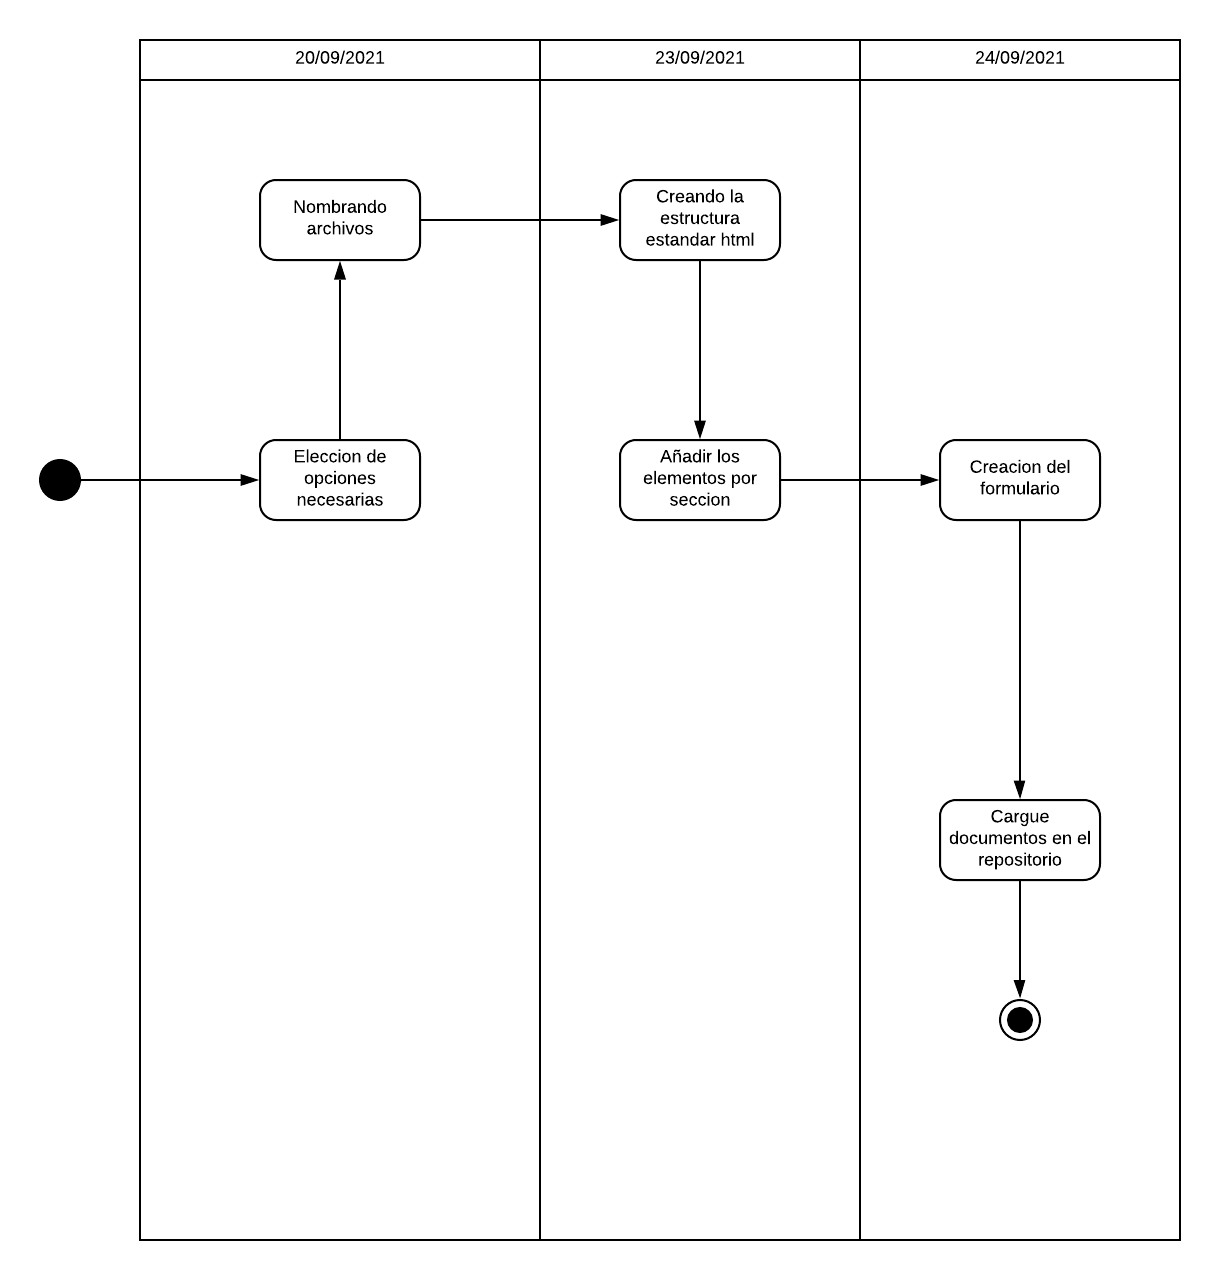 20/09/2021
23/09/2021
24/09/2021
Nombrando
archivos
Creando la
estructura
estandar html
Eleccion de
opciones
necesarias
Añadir los
elementos por
seccion
Creacion del
formulario
Cargue
documentos en el
repositorio